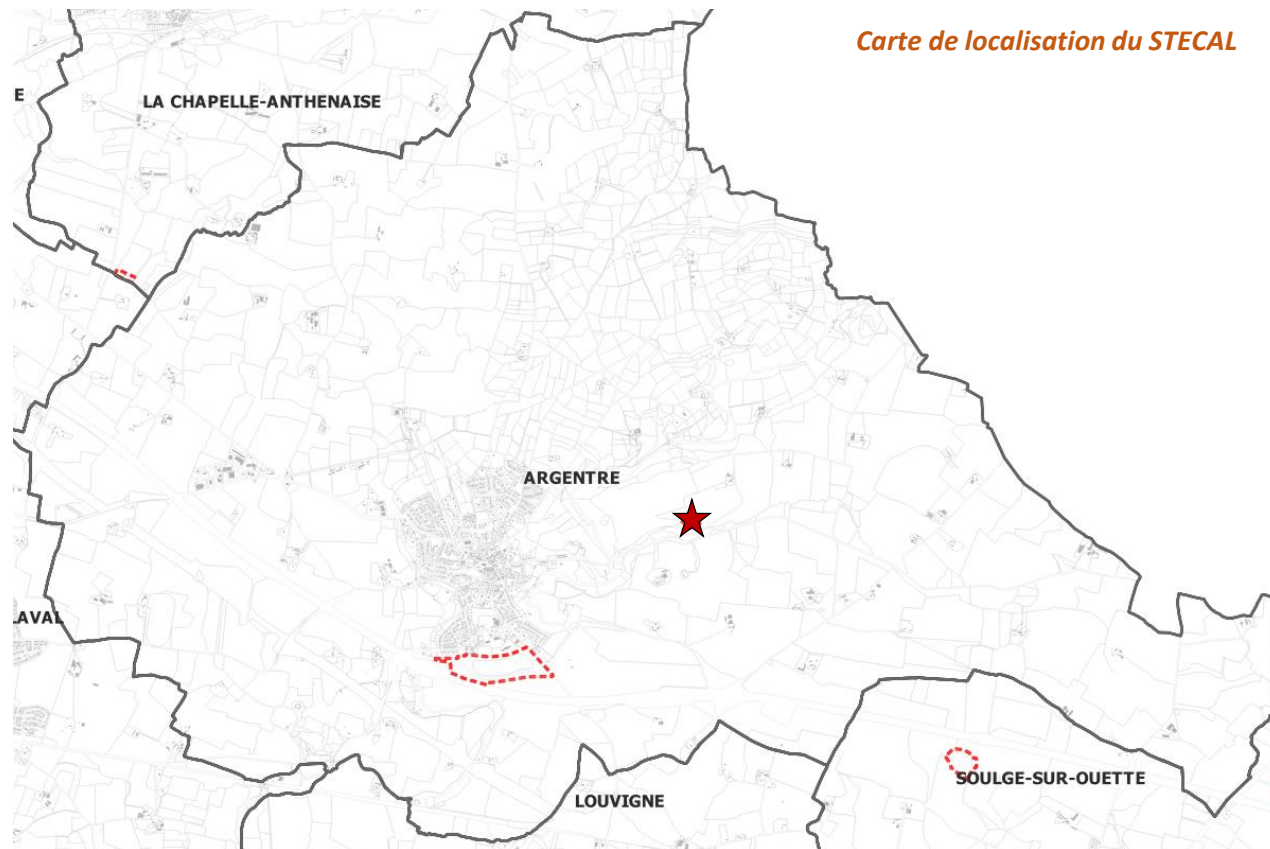 Carte de localisation du STECAL
E
LA CHAPELLE-ANTHENAISE
ARGENTRE
LAVAL
SOULGE-SUR-OUETTE
LOUVIGNE